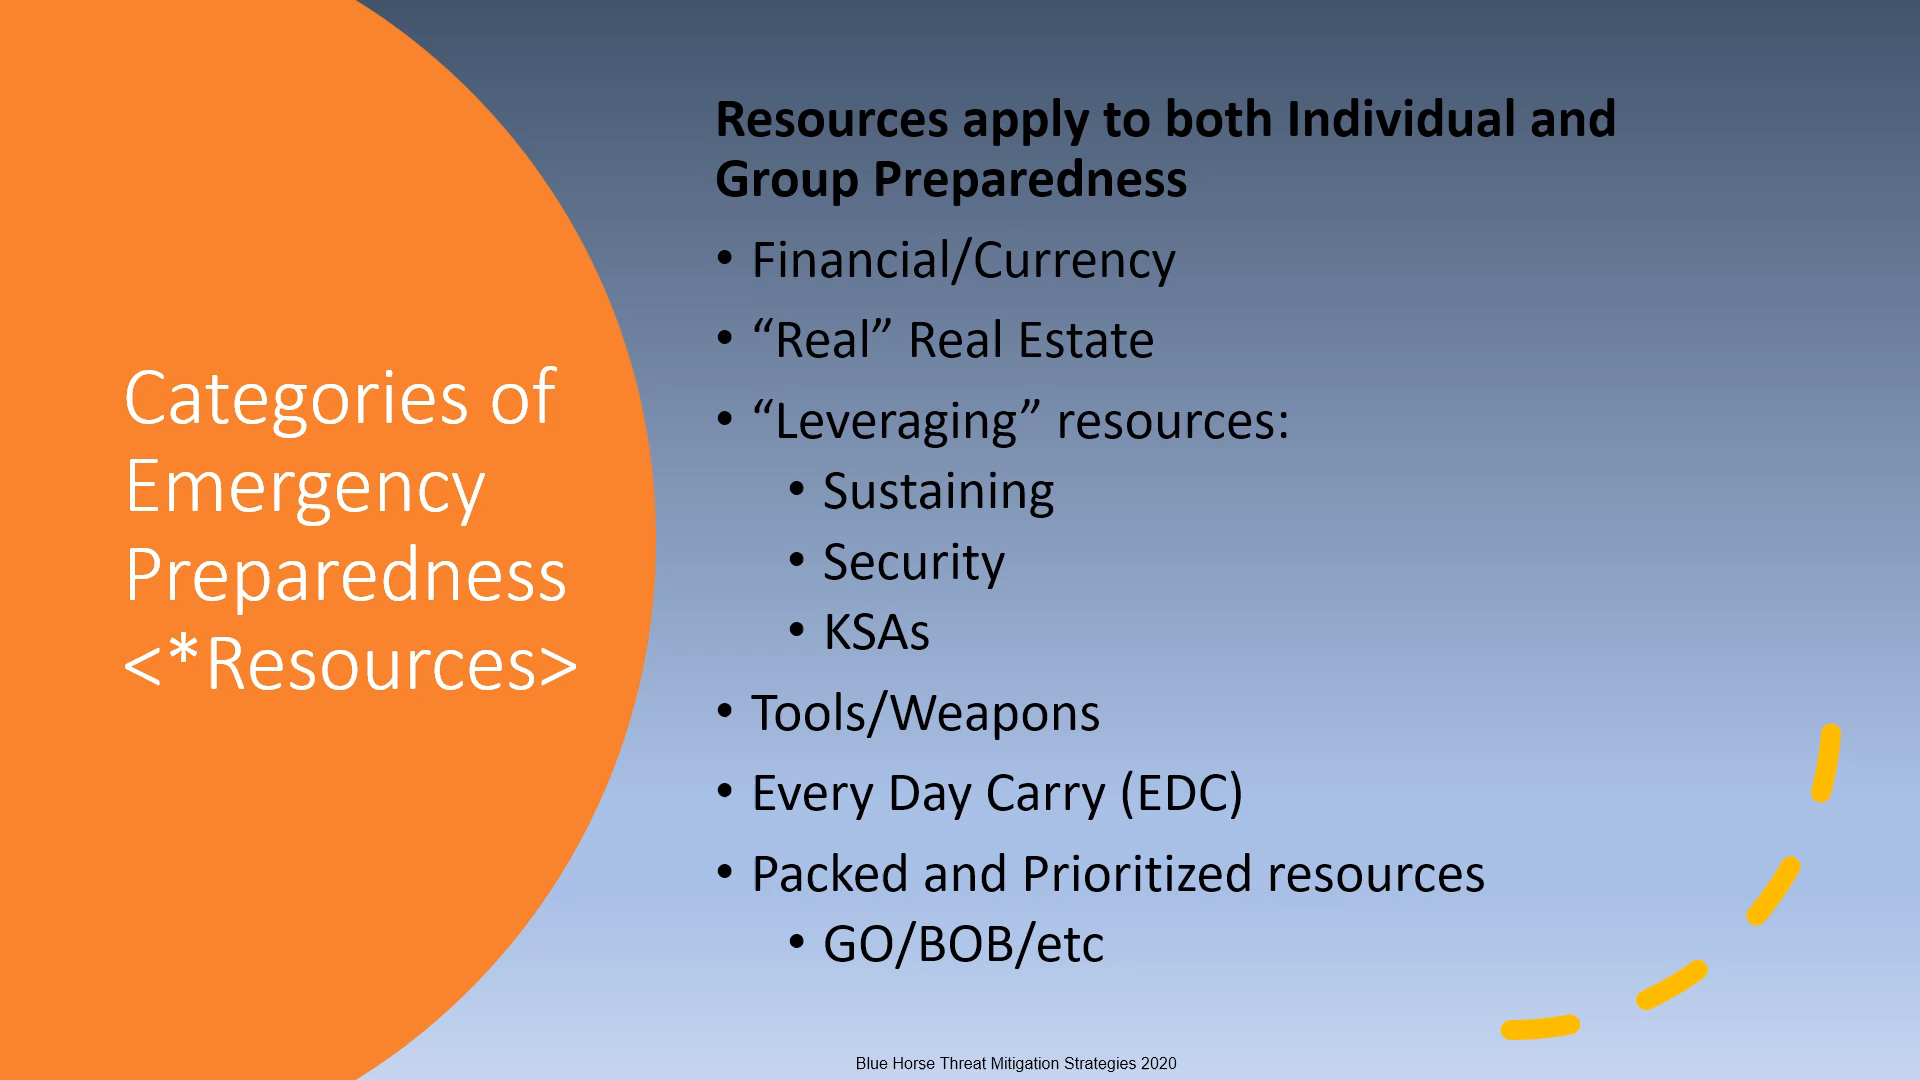 Categories of
Emergency
Preparedness
<*Resources>
Resources apply to both Individual and
Group Preparedness
• Financial/Currency
• “Real” Real Estate
• “Leveraging” resources:
• Sustaining
• Security
• KSAs
• Tools/Weapons
• Every Day Carry (EDC)
• Packed and Prioritized resources
• GO/BOB/etc
Blue Horse Threat Mitigation Strategies 2020